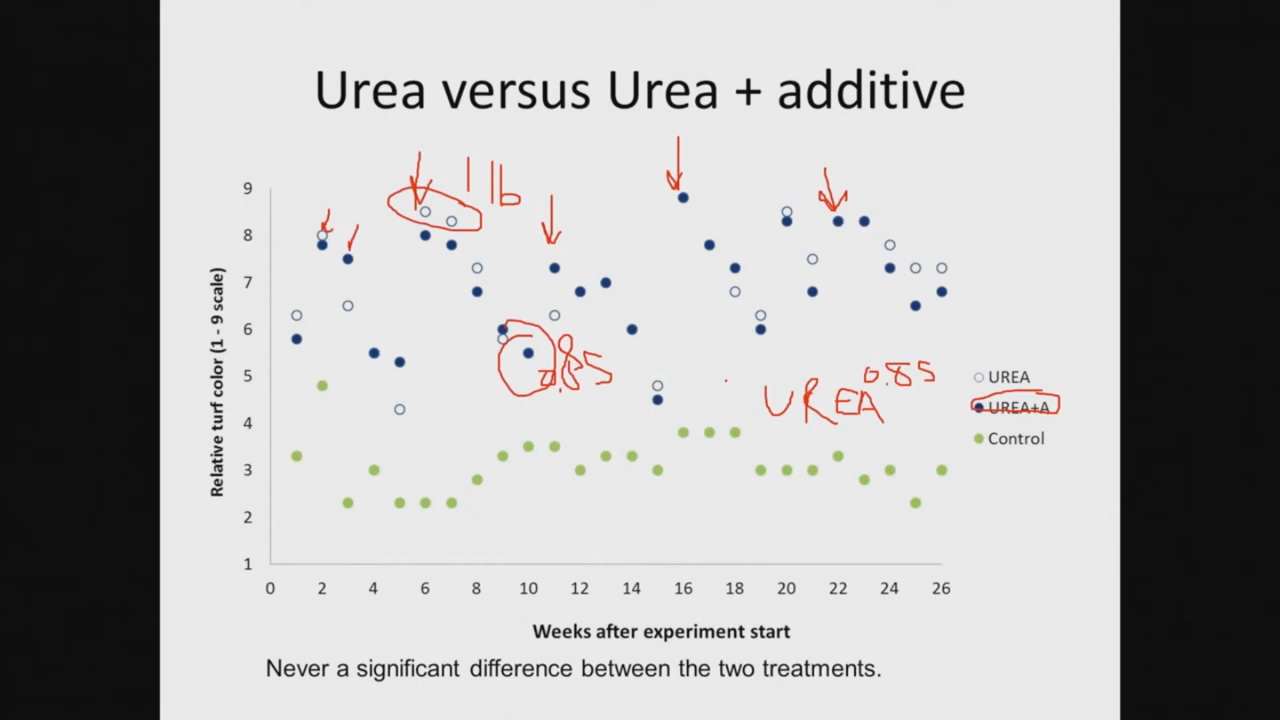 Urea versus Urea + additive
1 lb
9
8
7
6
5
4
3
2
1
Relative turf color (1 - 9 scale)
0.85
UREA 0.85
UREA
UREA+A
Control
0 2 4 6 8 10 12 14 16 18 20 22 24 26
Weeks after experiment start
Never a significant difference between the two treatments.